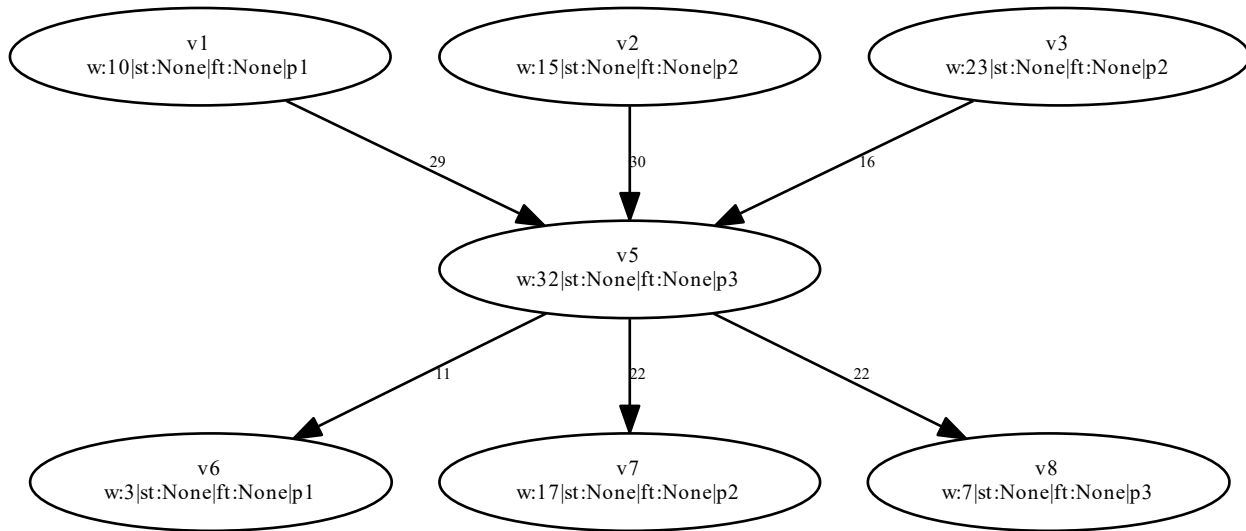 v1
w:10|st:None|ft:None|p1
v2
w:15|st:None|ft:None|p2
v3
w:23|st:None|ft:None|p2
29
30
16
v5
w:32|st:None|ft:None|p3
11
22
22
v6
w:3|st:None|ft:None|p1
v7
w:17|st:None|ft:None|p2
v8
w:7|st:None|ft:None|p3